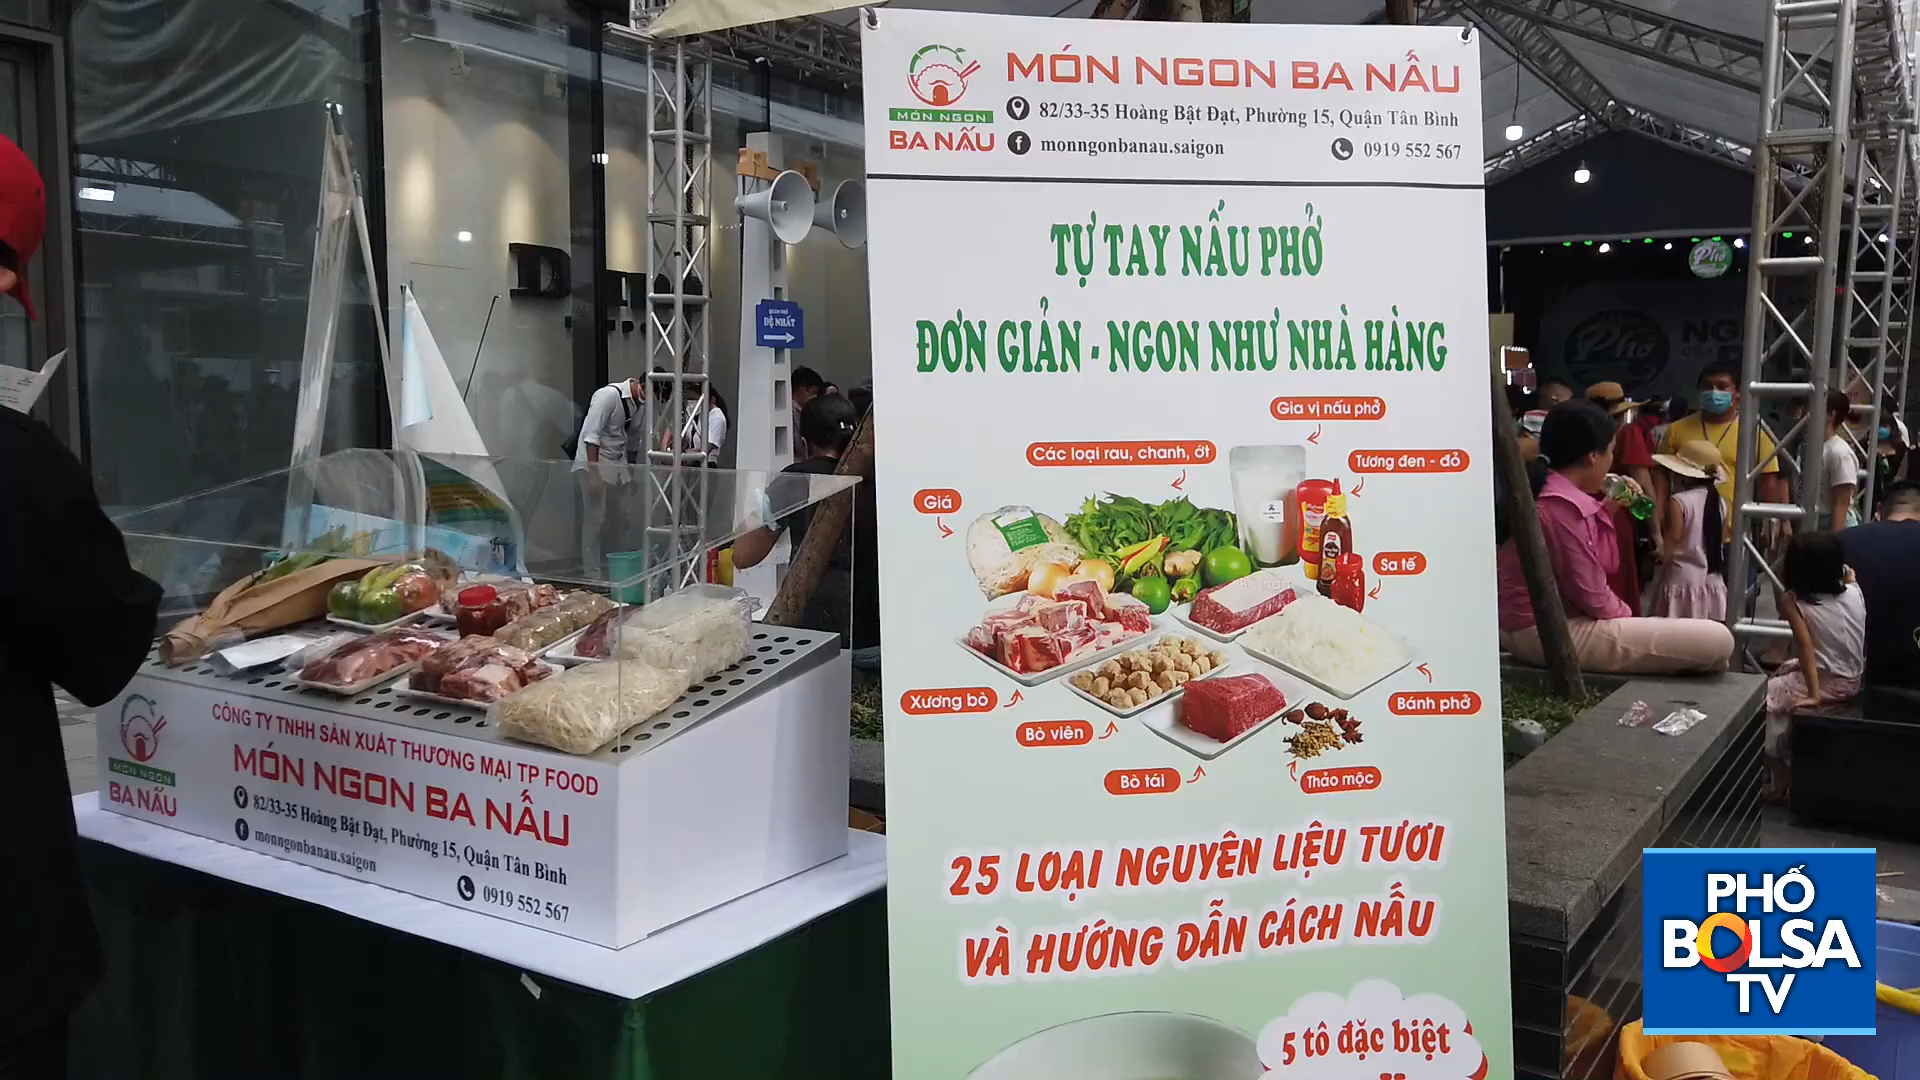 MÓN NGON
BA NẤU
MÓN NGON BA NẤU
82/33-35 Hoàng Bật Đạt, Phường 15, Quận Tân Bình
monngonbanau.saigon
0919 552 567
TỰ TAY NẤU PHỞ
ĐƠN GIẢN - NGON NHƯ NHÀ HÀNG
Gia vị nấu phở
Các loại rau, chanh, ớt
Tương đen - đỏ
Giá
Sa tế
Xương bò
Bánh phở
Bò viên
Bò tái
Thảo mộc
25 LOẠI NGUYÊN LIỆU TƯƠI
VÀ HƯỚNG DẪN CÁCH NẤU
5 tô đặc biệt
MÓN NGON
BA NẤU
CÔNG TY TNHH SẢN XUẤT THƯƠNG MẠI TP FOOD
MÓN NGON BA NẤU
82/33-35 Hoàng Bật Đạt, Phường 15, Quận Tân Bình
monngonbanau.saigon
0919 552 567
ĐỆ NHẤT
Phở
Phở
PHỐ
BOLSA
TV